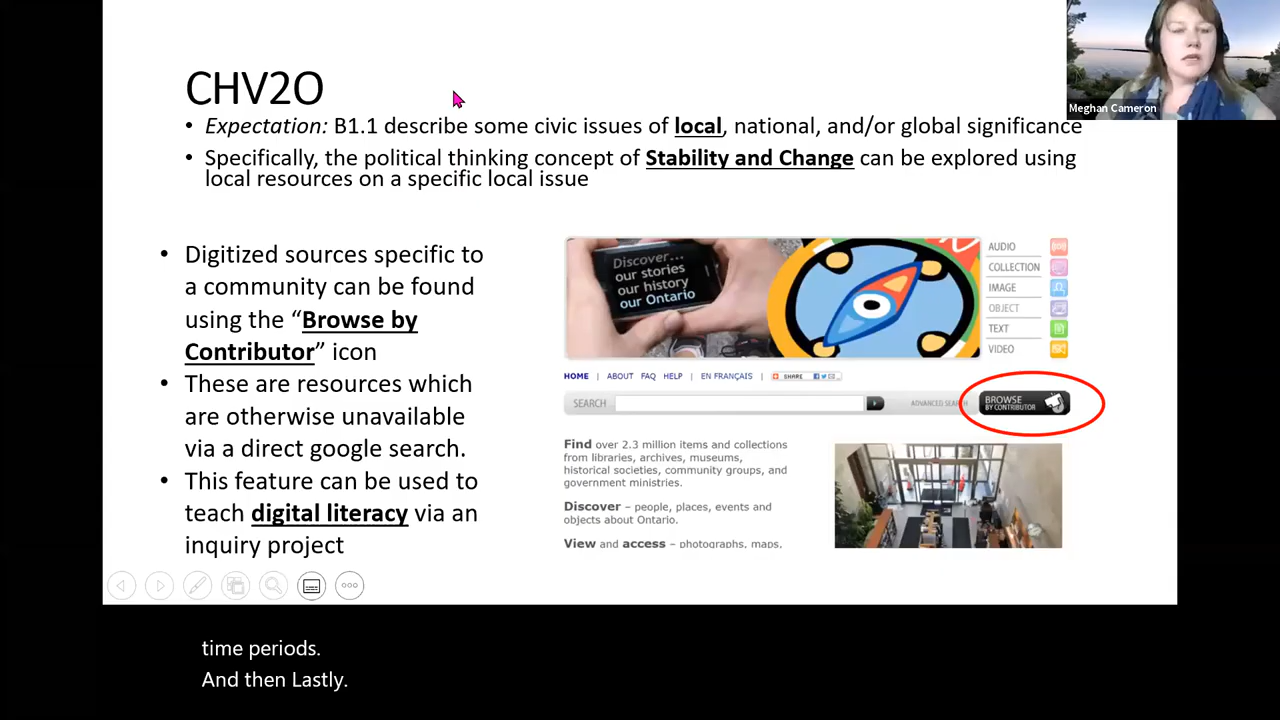 Meghan Cameron
CHV2O
• Expectation: B1.1 describe some civic issues of local, national, and/or global significance
• Specifically, the political thinking concept of Stability and Change can be explored using
local resources on a specific local issue
• Digitized sources specific to
a community can be found
using the “Browse by
Contributor” icon
• These are resources which
are otherwise unavailable
via a direct google search.
• This feature can be used to
teach digital literacy via an
inquiry project
Discover...
our stories
our history
our Ontario
AUDIO
COLLECTION
IMAGE
OBJECT
TEXT
VIDEO
HOME | ABOUT FAQ HELP | EN FRANÇAIS | SHARE
SEARCH
ADVANCED SEARCH
BROWSE
BY CONTRIBUTOR
Find over 2.3 million items and collections
from libraries, archives, museums,
historical societies, community groups, and
government ministries.
Discover – people, places, events and
objects about Ontario.
View and access – photographs, maps,
time periods.
And then Lastly.